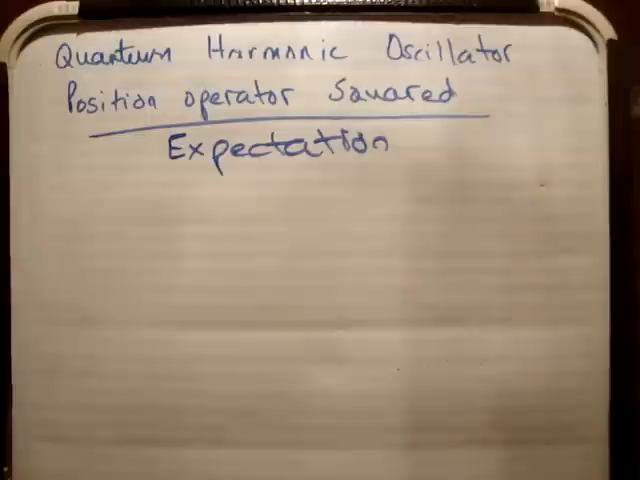 Quantum Harmonic Oscillator
Position operator Squared
Expectation